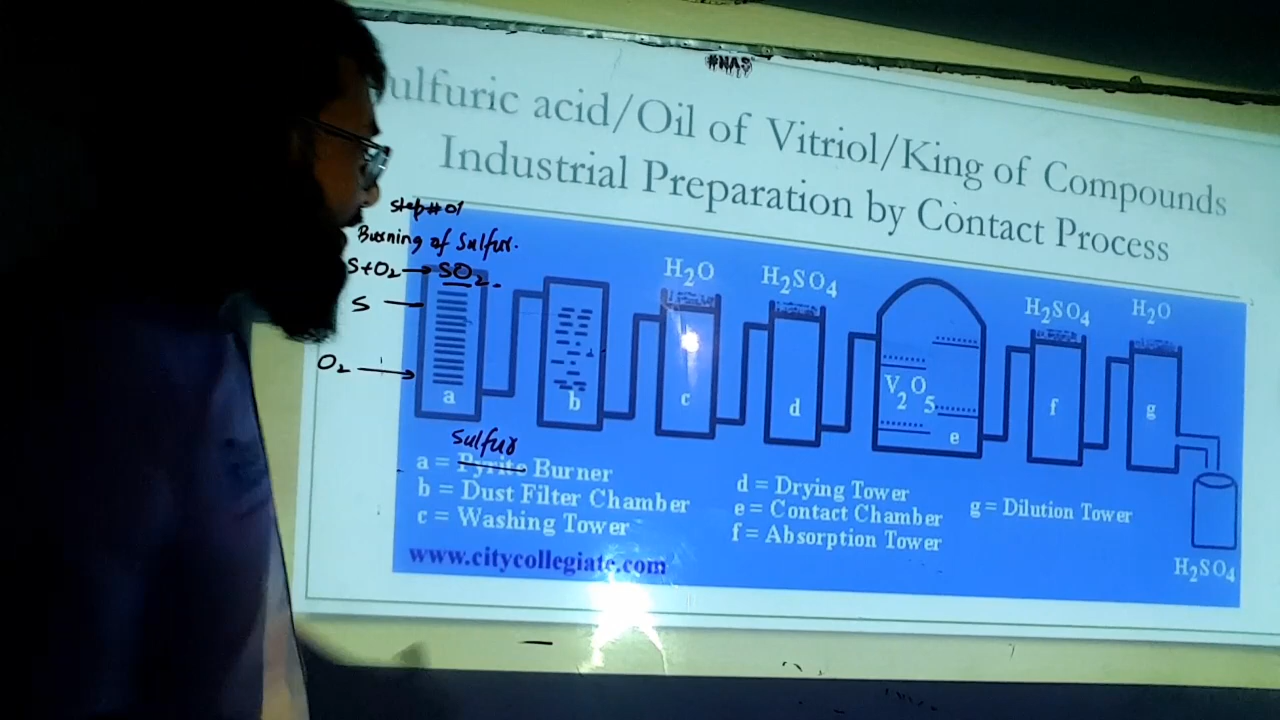 #NAS
ulfuric acid/Oil of Vitriol/King of Compounds
Industrial Preparation by Contact Process
Step # 01
Burning of Sulfur.
S+O₂→SO₂.
S
O₂
H₂O
H₂SO₄
V₂O₅
H₂SO₄
H₂O
a
b
c
d
e
f
g
Sulfur
a = Pyrite Burner
b = Dust Filter Chamber
c = Washing Tower
d = Drying Tower
e = Contact Chamber
f = Absorption Tower
g = Dilution Tower
H₂SO₄
www.citycollegiate.com